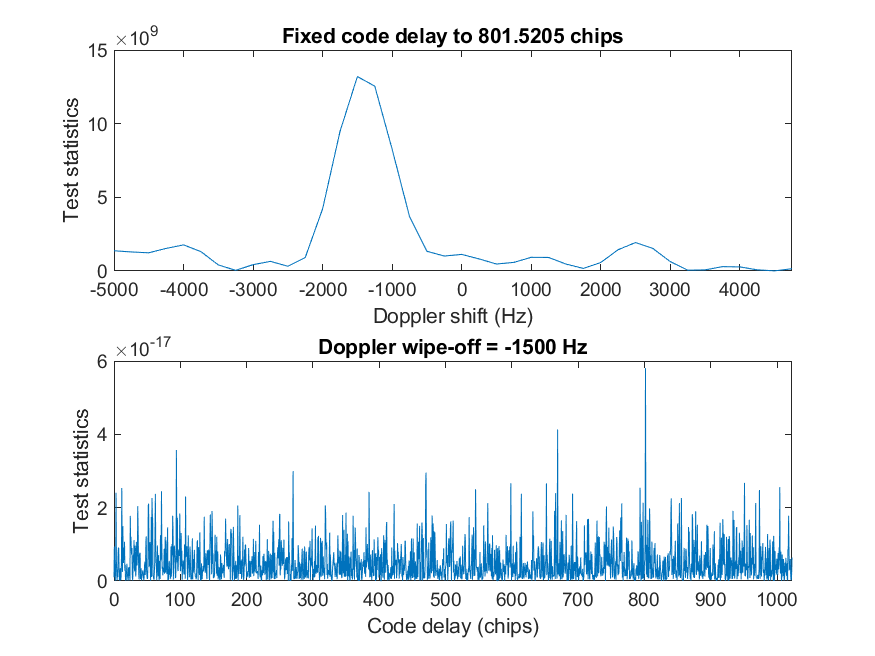 Fixed code delay to 801.5205 chips
×10^9
15
10
5
0
Test statistics
-5000 -4000 -3000 -2000 -1000 0 1000 2000 3000 4000
Doppler shift (Hz)
Doppler wipe-off = -1500 Hz
×10^-17
6
4
2
0
Test statistics
0 100 200 300 400 500 600 700 800 900 1000
Code delay (chips)